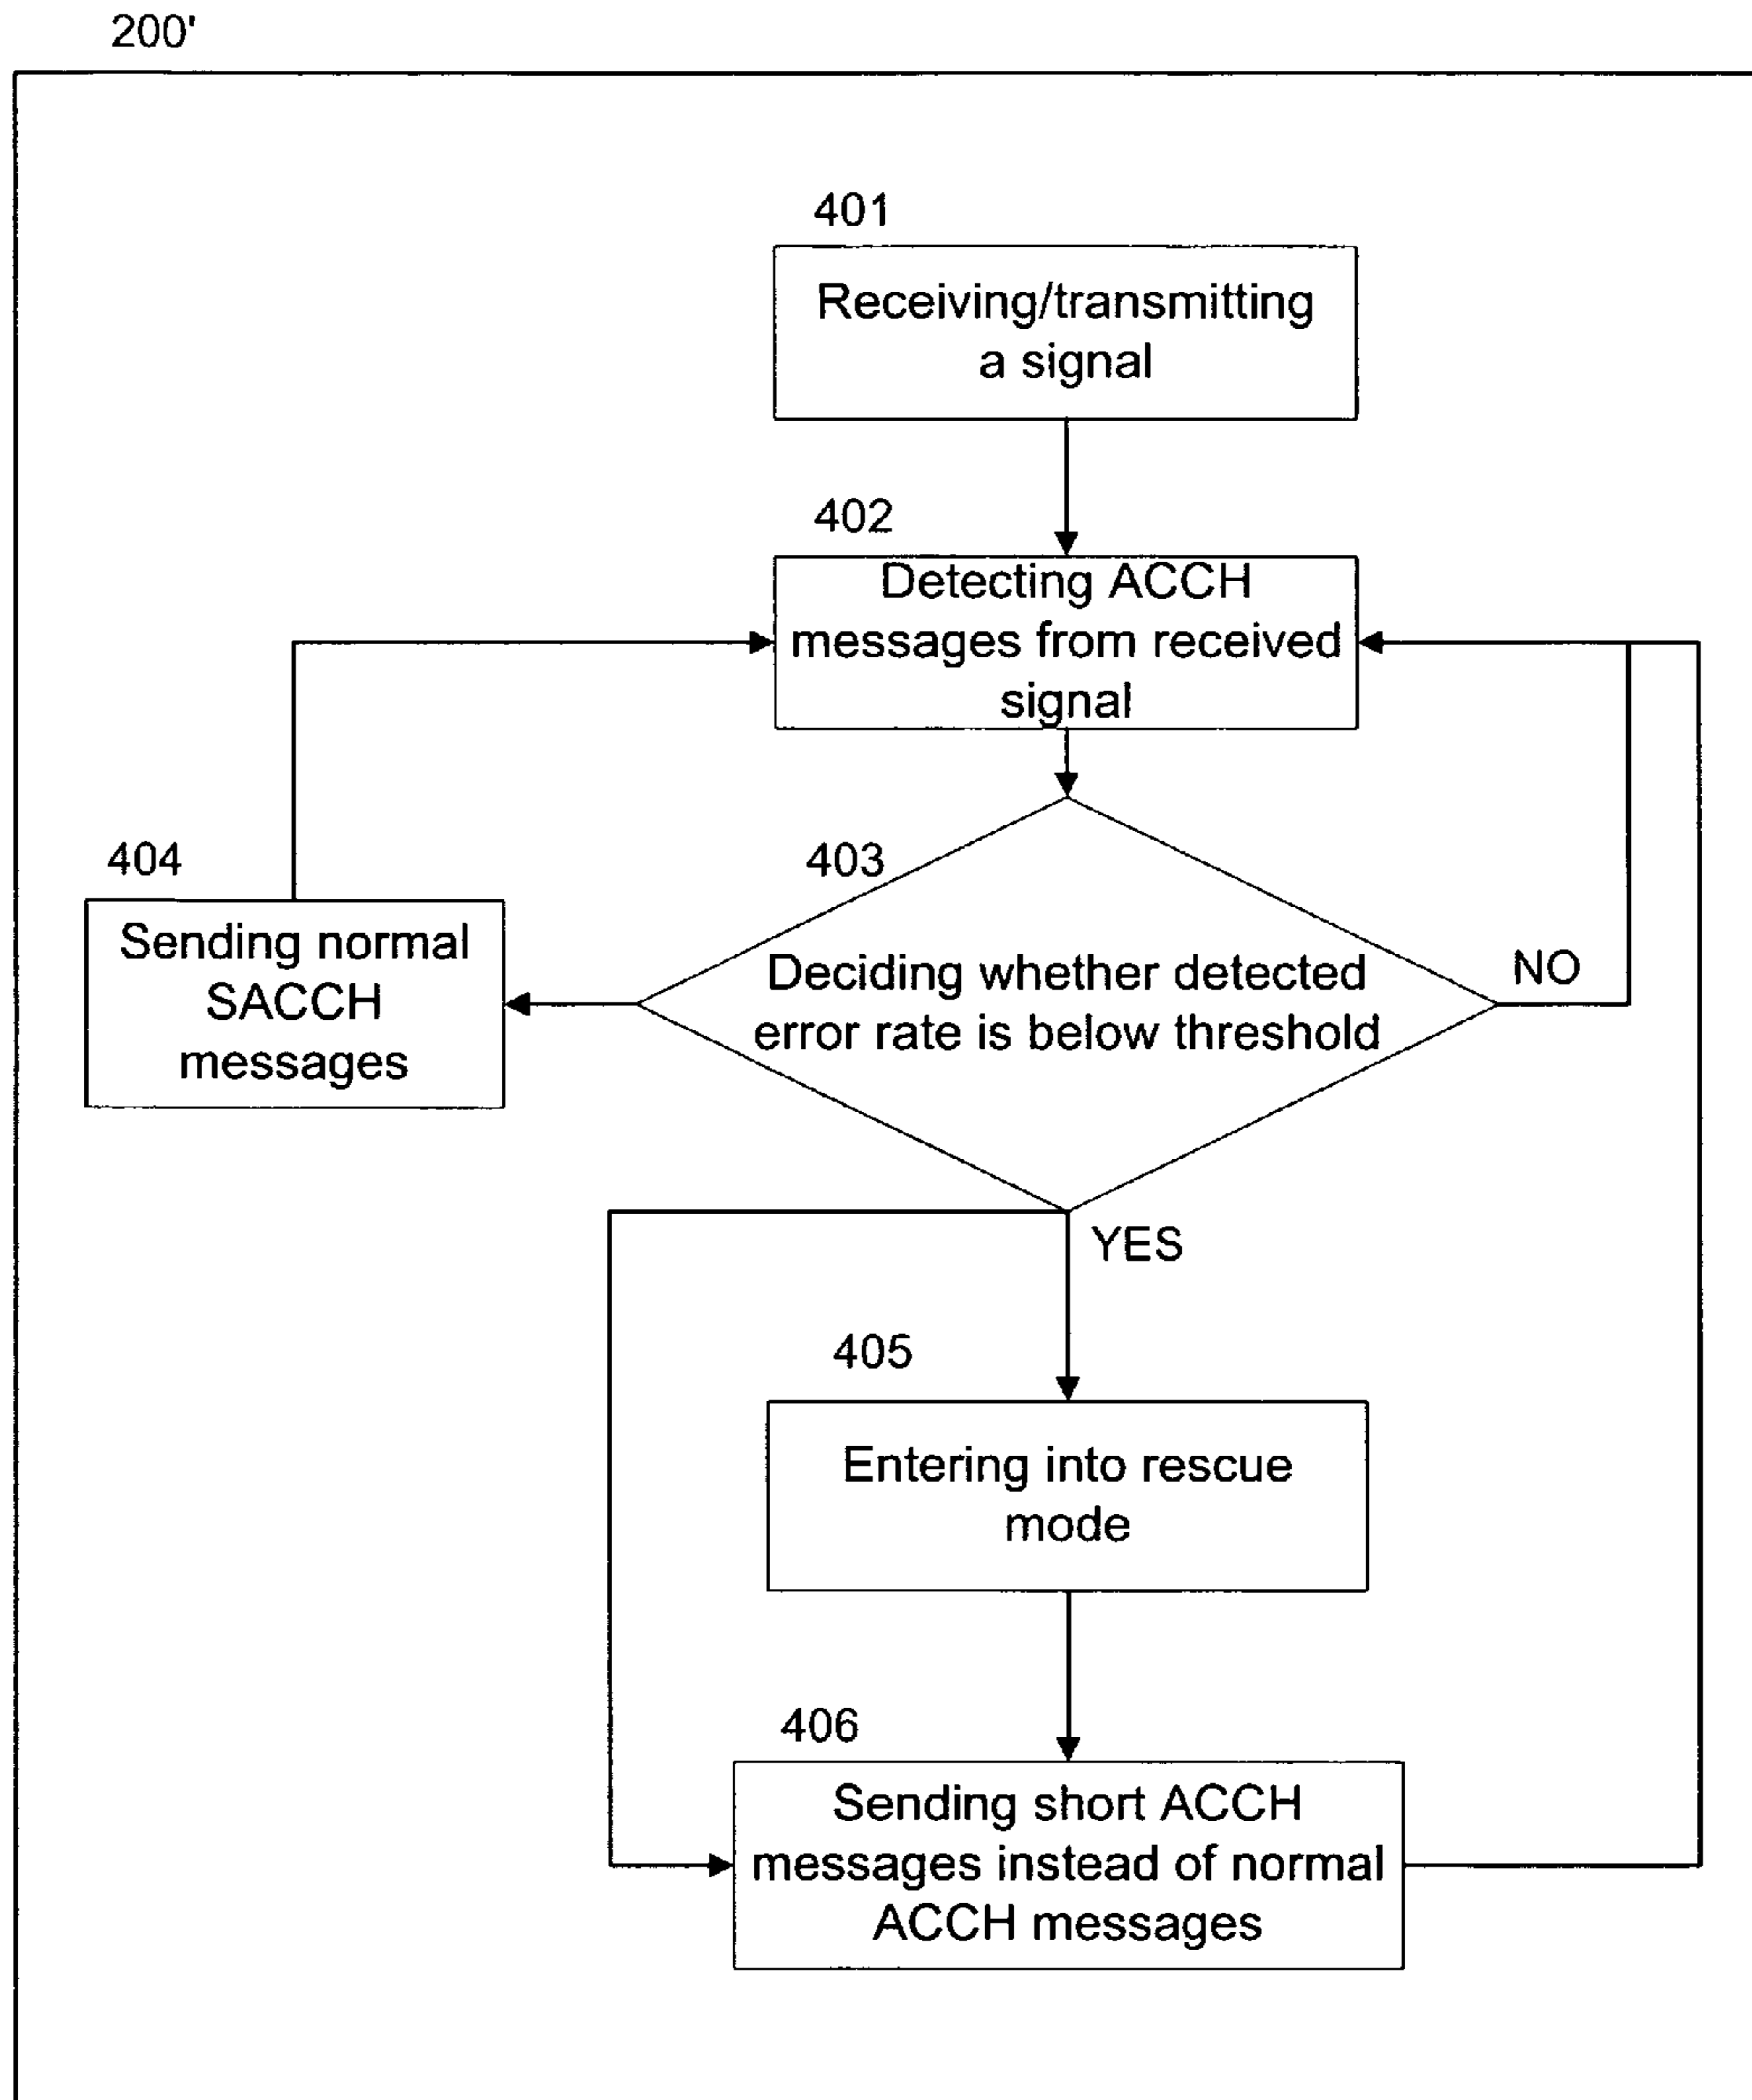 200'
401
Receiving/transmitting
a signal
402
Detecting ACCH
messages from received
signal
404
Sending normal
SACCH
messages
403
Deciding whether detected
error rate is below threshold
NO
YES
405
Entering into rescue
mode
406
Sending short ACCH
messages instead of normal
ACCH messages